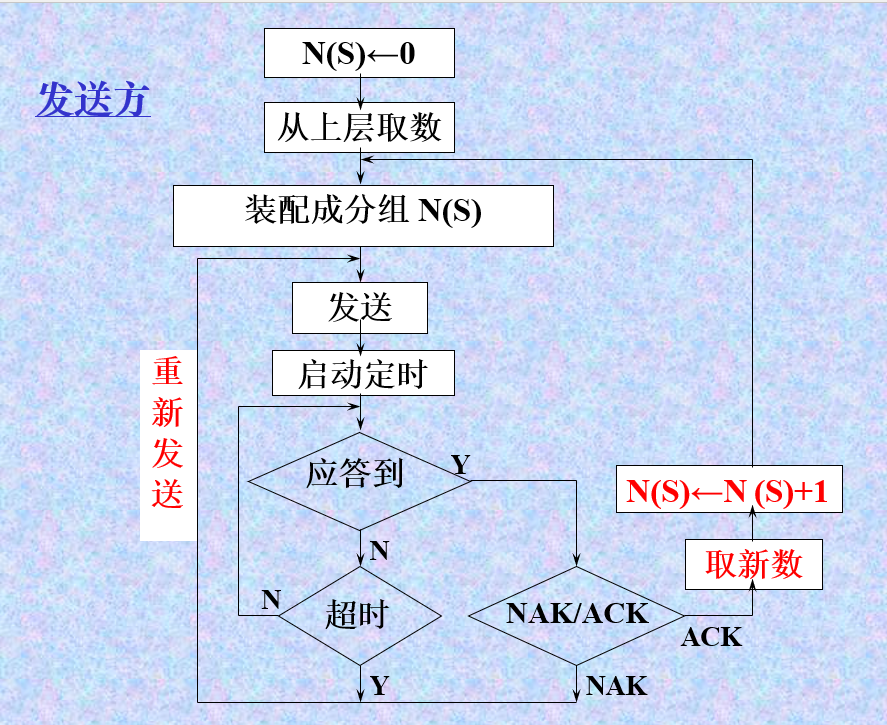 N(S)←0
发送方
从上层取数
装配成分组 N(S)
发送
启动定时
重新发送
应答到
Y
N(S)←N (S)+1
N
取新数
N
超时
NAK/ACK
ACK
Y
NAK